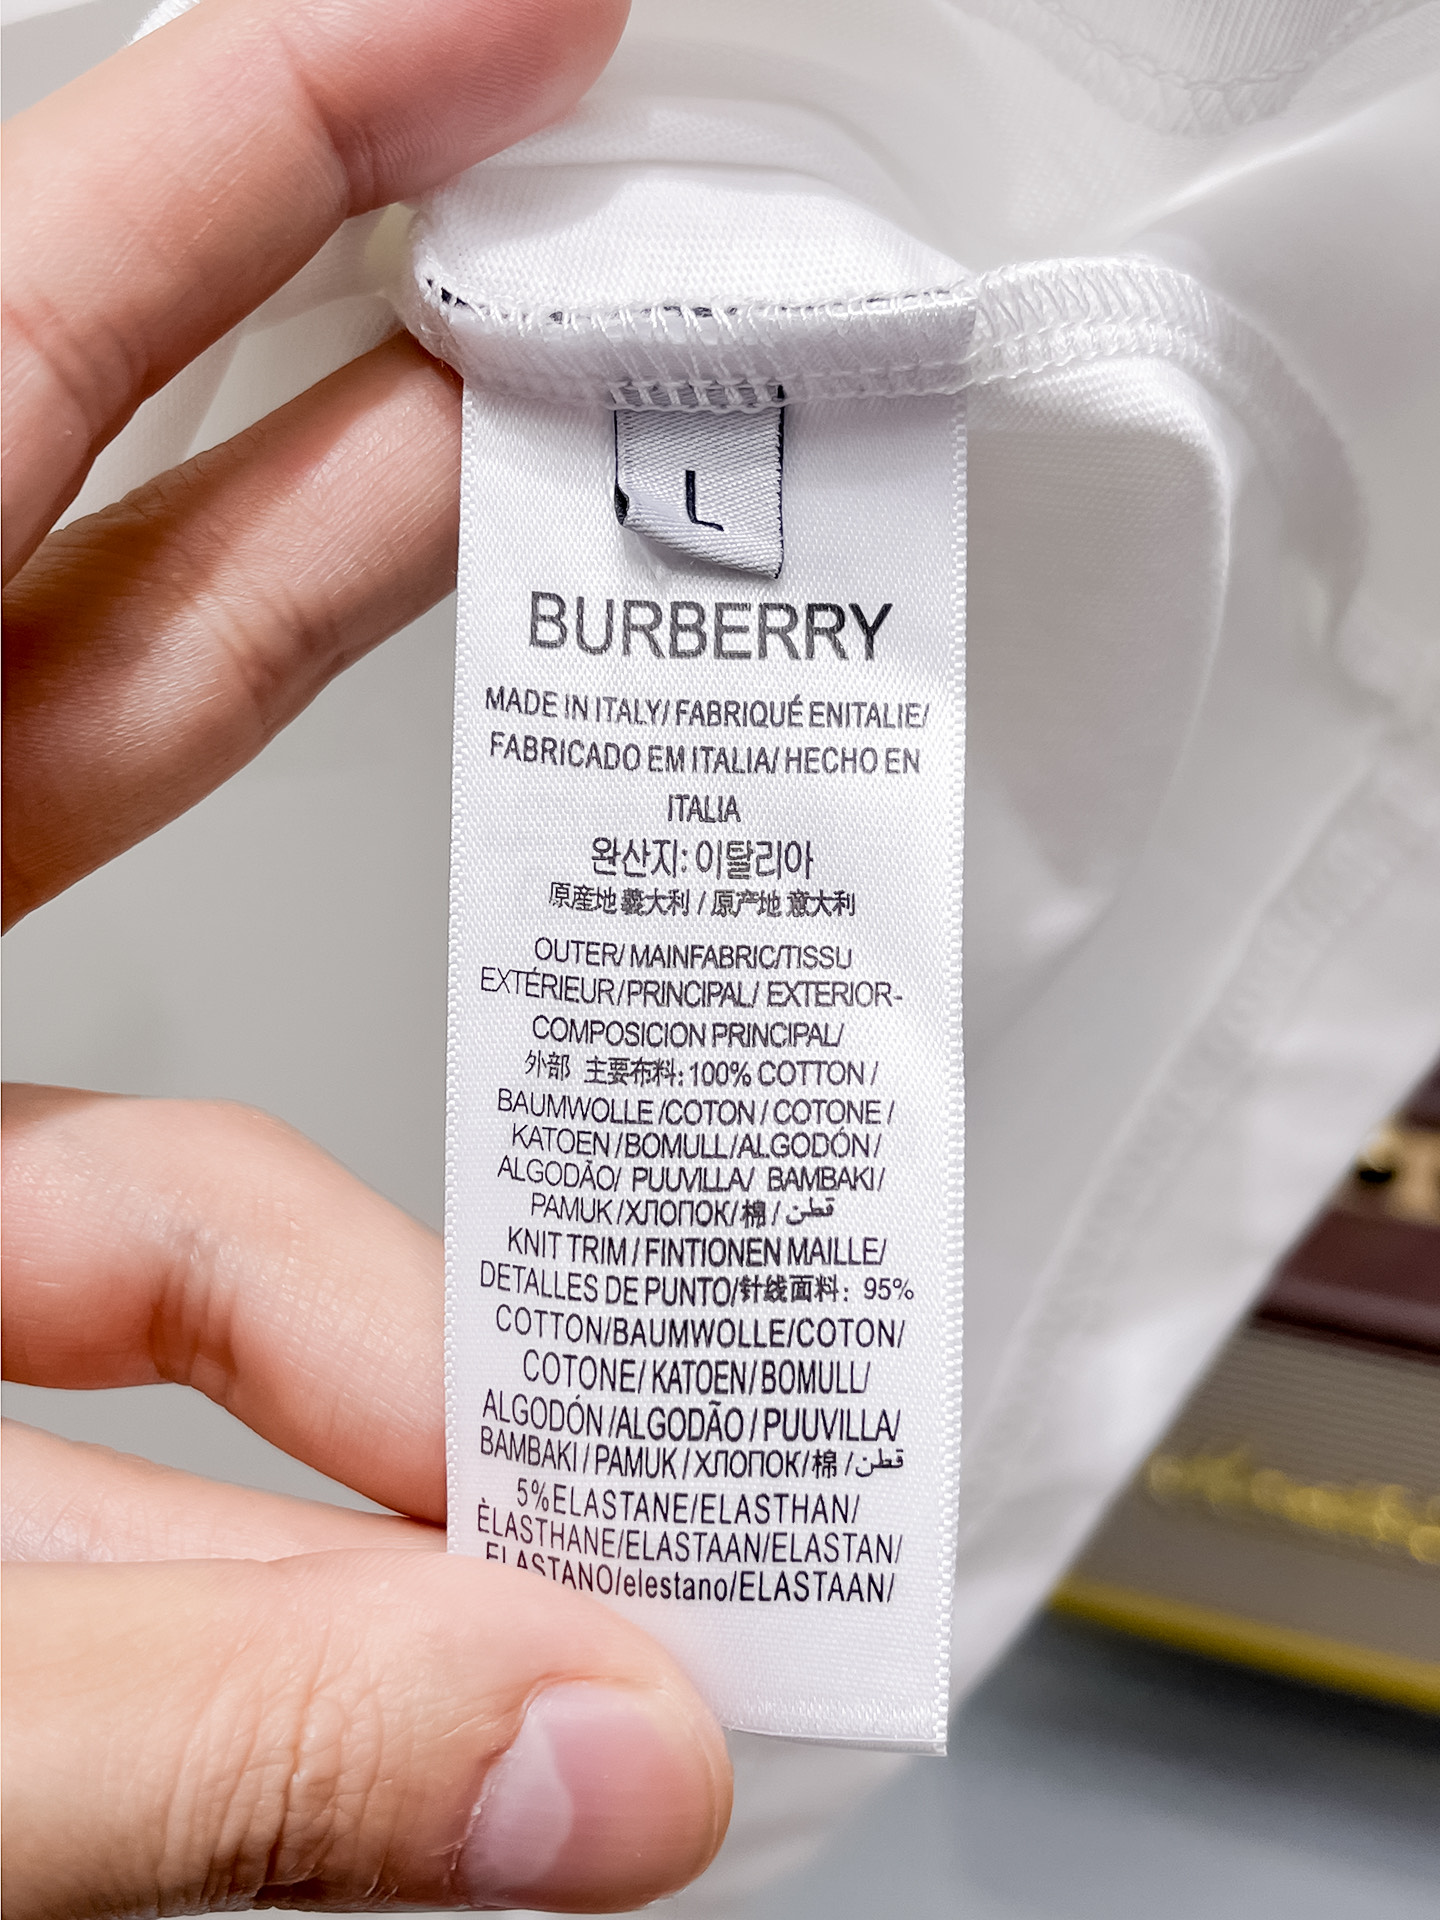 L
BURBERRY
MADE IN ITALY/ FABRIQUÉ ENITALIE/
FABRICADO EM ITALIA/ HECHO EN
ITALIA
완산지: 이탈리아
原産地 義大利 / 原产地 意大利
OUTER/ MAINFABRIC/TISSU
EXTÉRIEUR/PRINCIPAL/ EXTERIOR-
COMPOSICION PRINCIPAL/
外部 主要布料: 100% COTTON /
BAUMWOLLE /COTON / COTONE /
KATOEN /BOMULL/ALGODÓN/
ALGODÃO/ PUUVILLA/ BAMBAKI/
PAMUK/ХЛОПОК/棉 / قطن
KNIT TRIM / FINTIONEN MAILLE/
DETALLES DE PUNTO/针线面料: 95%
COTTON/BAUMWOLLE/COTON/
COTONE/ KATOEN/ BOMULL/
ALGODÓN /ALGODÃO / PUUVILLA/
BAMBAKI / PAMUK / ХЛОПОК/棉 / قطن
5%ELASTANE/ELASTHAN/
ÈLASTHANE/ELASTAAN/ELASTAN/
ELASTANO/elestano/ELASTAAN/